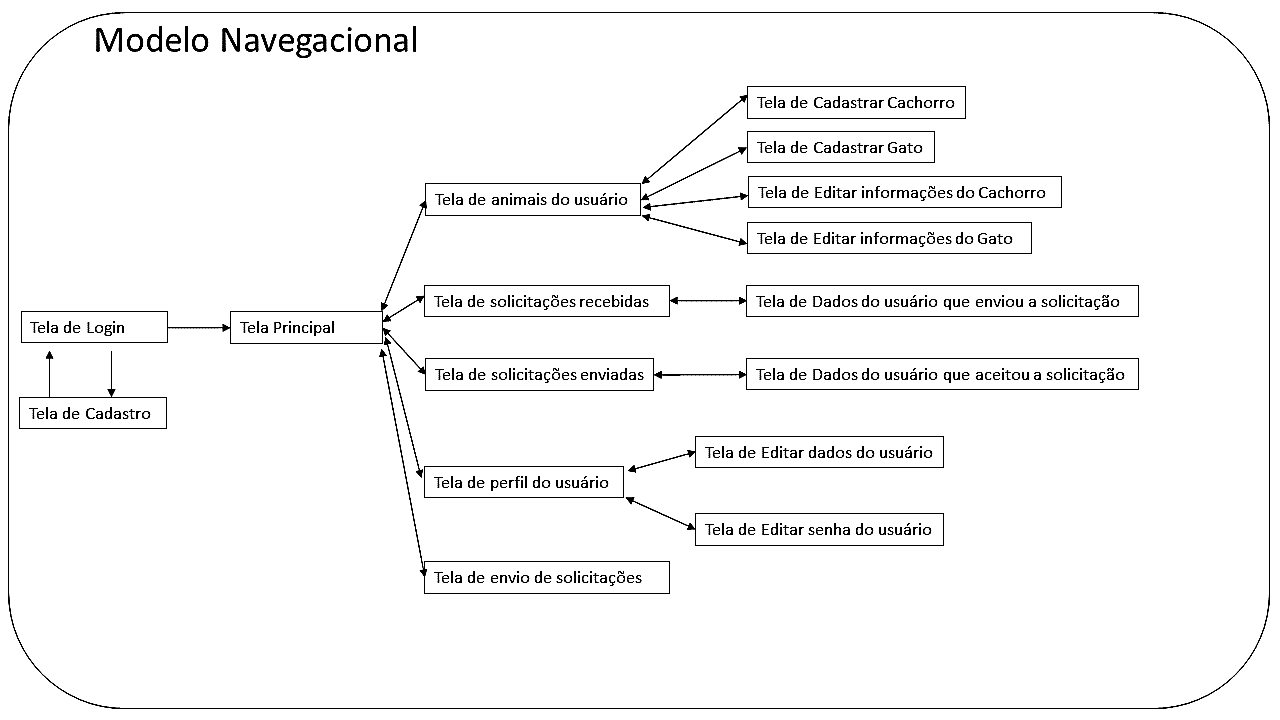 Modelo Navegacional
Tela de Cadastrar Cachorro
Tela de Cadastrar Gato
Tela de animais do usuário
Tela de Editar informações do Cachorro
Tela de Editar informações do Gato
Tela de solicitações recebidas
Tela de Dados do usuário que enviou a solicitação
Tela de Login
Tela Principal
Tela de solicitações enviadas
Tela de Dados do usuário que aceitou a solicitação
Tela de Cadastro
Tela de Editar dados do usuário
Tela de perfil do usuário
Tela de Editar senha do usuário
Tela de envio de solicitações